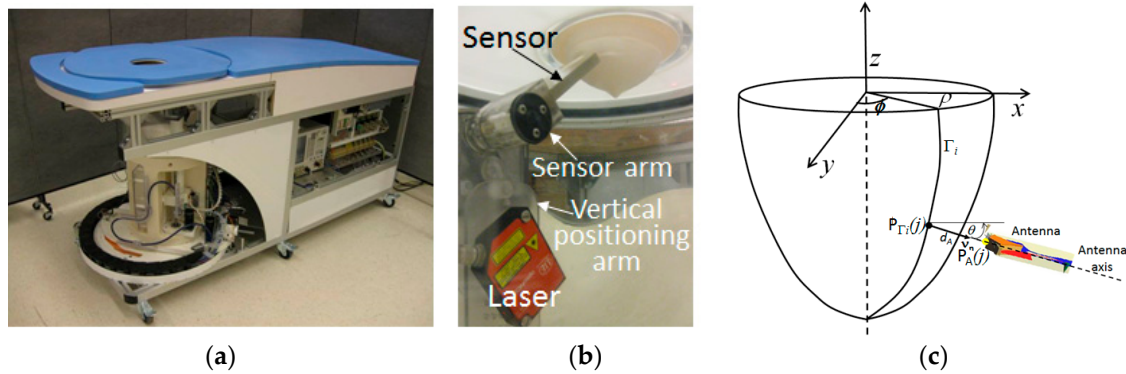 Sensor
Sensor arm
Vertical
positioning
arm
Laser
z
ρ
ϕ
x
y
Γi
PΓi(j)
θ
Antenna
dA
n
PA(j)
Antenna
axis
(a)
(b)
(c)